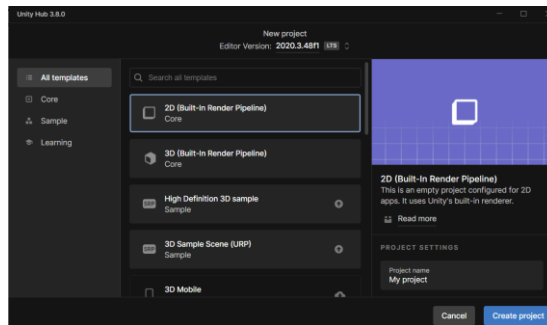 Unity Hub 3.8.0
New project
Editor Version: 2020.3.48f1 LTS
All templates
Core
Sample
Learning
Search all templates
2D (Built-In Render Pipeline)
Core
3D (Built-In Render Pipeline)
Core
SRP
High Definition 3D sample
Sample
SRP
3D Sample Scene (URP)
Sample
3D Mobile
2D (Built-In Render Pipeline)
This is an empty project configured for 2D
apps. It uses Unity's built-in renderer.
Read more
PROJECT SETTINGS
Project name
My project
Cancel
Create project